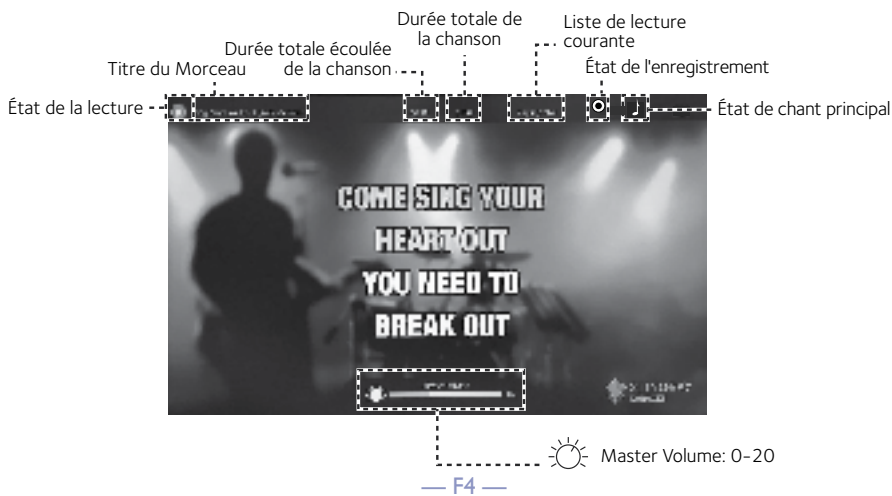 Durée totale de
la chanson
Liste de lecture
courante
Durée totale écoulée
de la chanson
Titre du Morceau
État de l'enregistrement
État de la lecture
État de chant principal
COME SING YOUR
HEART OUT
YOU NEED TO
BREAK OUT
Master Volume: 0-20
— F4 —